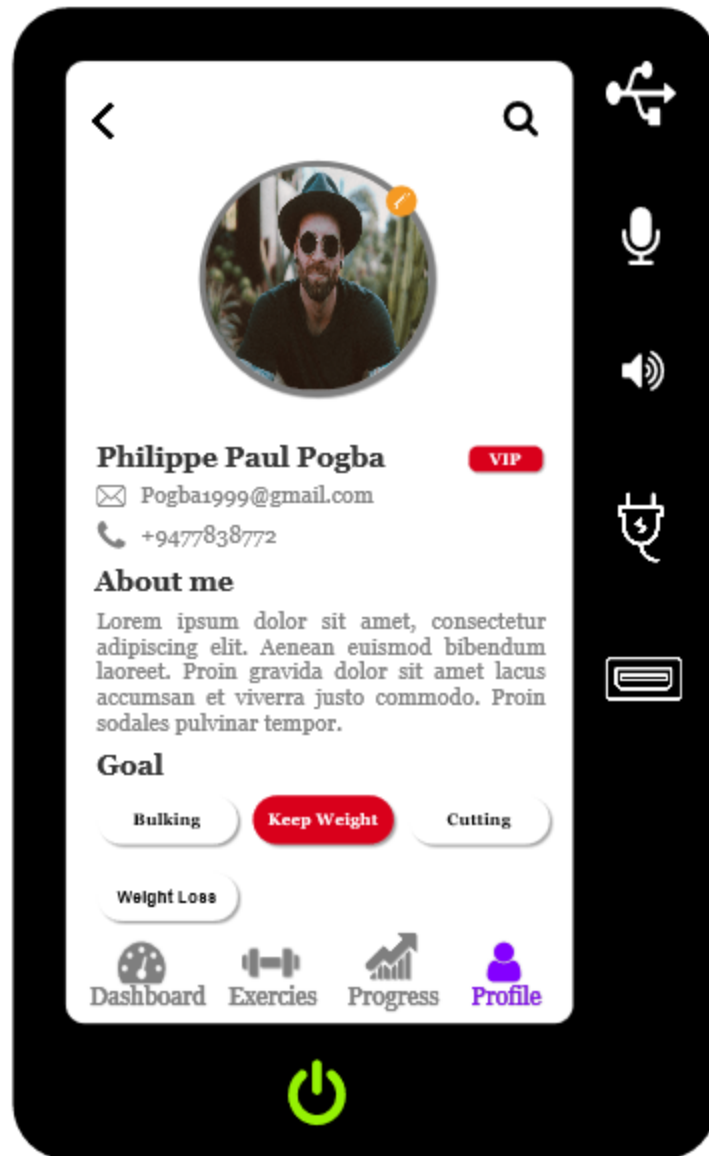 Philippe Paul Pogba
VIP
Pogba1999@gmail.com
+9477838772
About me
Lorem ipsum dolor sit amet, consectetur
adipiscing elit. Aenean euismod bibendum
laoreet. Proin gravida dolor sit amet lacus
accumsan et viverra justo commodo. Proin
sodales pulvinar tempor.
Goal
Bulking Keep Weight Cutting
Weight Loss
Dashboard Exercies Progress Profile